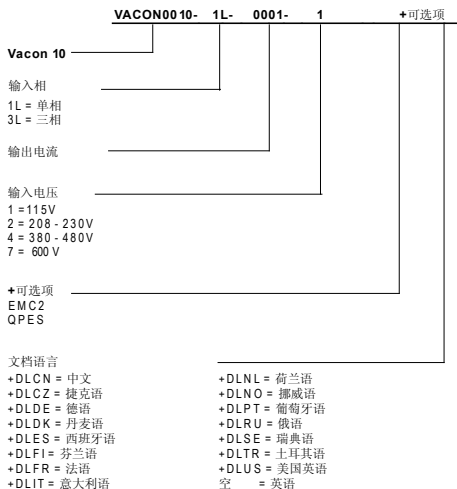 VACON0010- 1L- 0001- 1 +可选项
Vacon 10
输入相
1L = 单相
3L = 三相
输出电流
输入电压
1 =115V
2 = 208 - 230V
4 = 380 - 480V
7 = 600 V
+可选项
EMC2
QPES
文档语言
+DLCN = 中文
+DLCZ = 捷克语
+DLDE = 德语
+DLDK = 丹麦语
+DLES = 西班牙语
+DLFI = 芬兰语
+DLFR = 法语
+DLIT = 意大利语
+DLNL = 荷兰语
+DLNO = 挪威语
+DLPT = 葡萄牙语
+DLRU = 俄语
+DLSE = 瑞典语
+DLTR = 土耳其语
+DLUS = 美国英语
空 = 英语